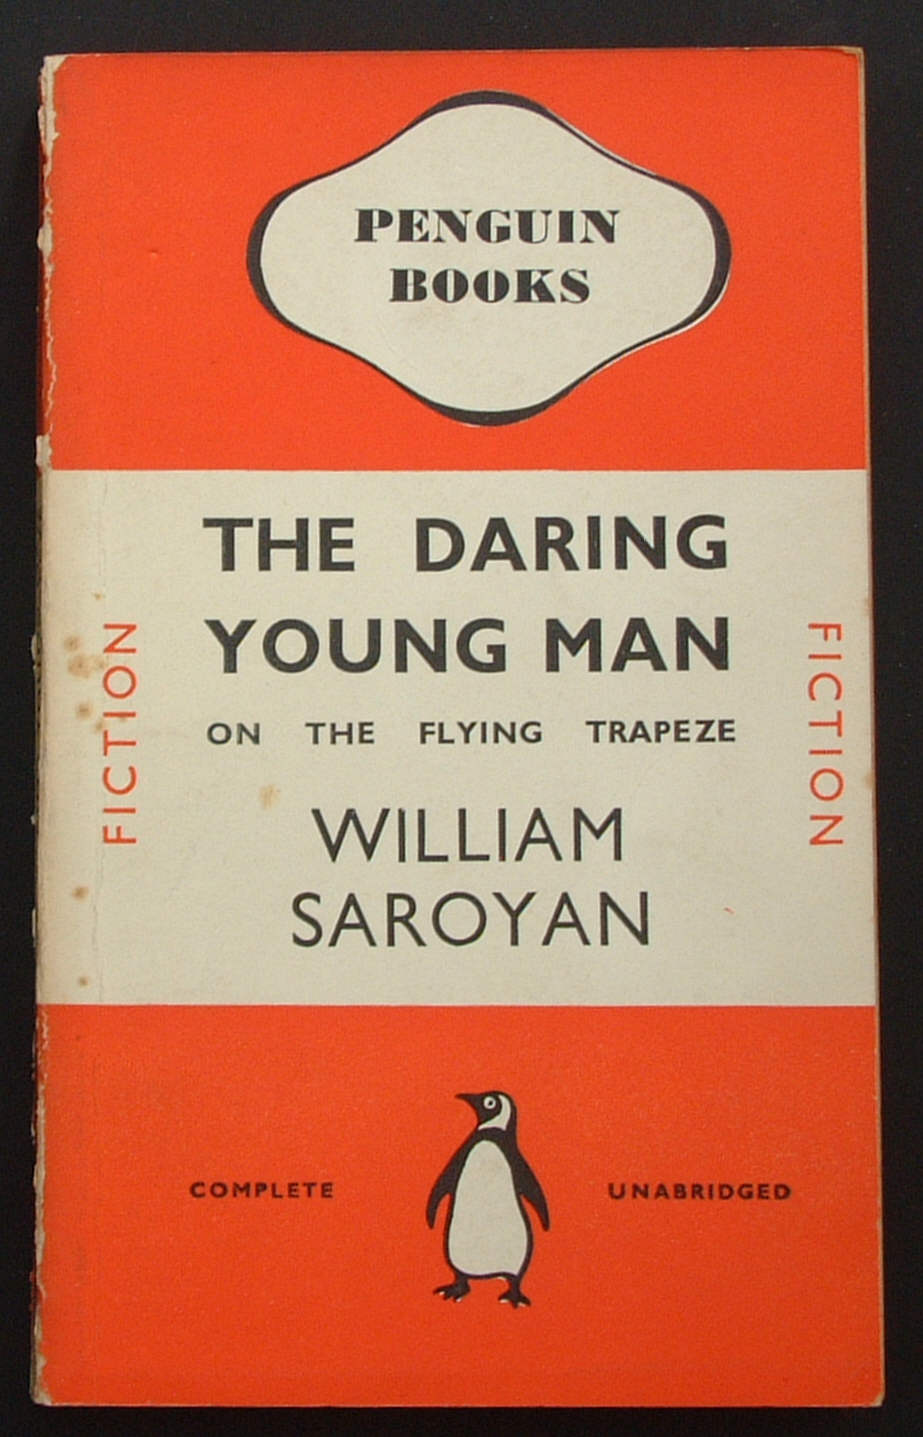 PENGUIN
BOOKS
THE DARING
YOUNG MAN
ON THE FLYING TRAPEZE
WILLIAM
SAROYAN
FICTION
FICTION
COMPLETE
UNABRIDGED